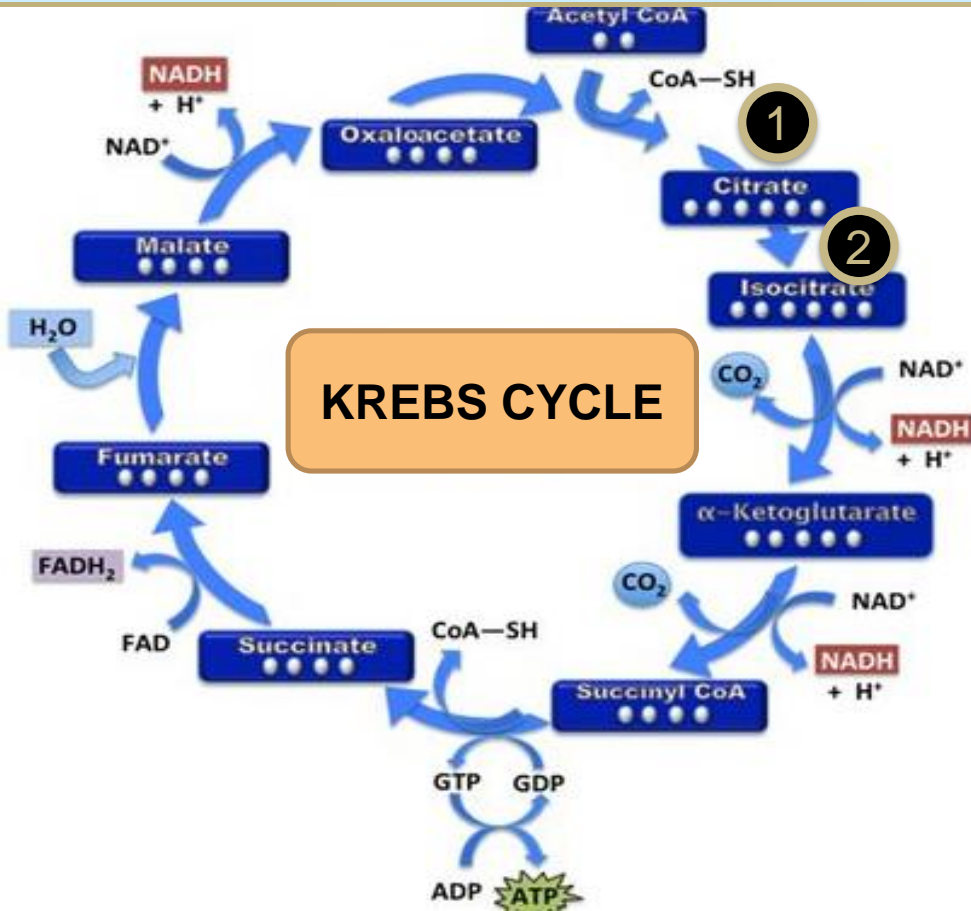 Acetyl CoA
CoA—SH
1
NADH
+ H⁺
NAD⁺
Oxaloacetate
Citrate
2
Malate
Isocitrate
H₂O
KREBS CYCLE
CO₂
NAD⁺
NADH
+ H⁺
Fumarate
α–Ketoglutarate
FADH₂
CO₂
NAD⁺
FAD
CoA—SH
Succinate
NADH
+ H⁺
Succinyl CoA
GTP
GDP
ADP
ATP